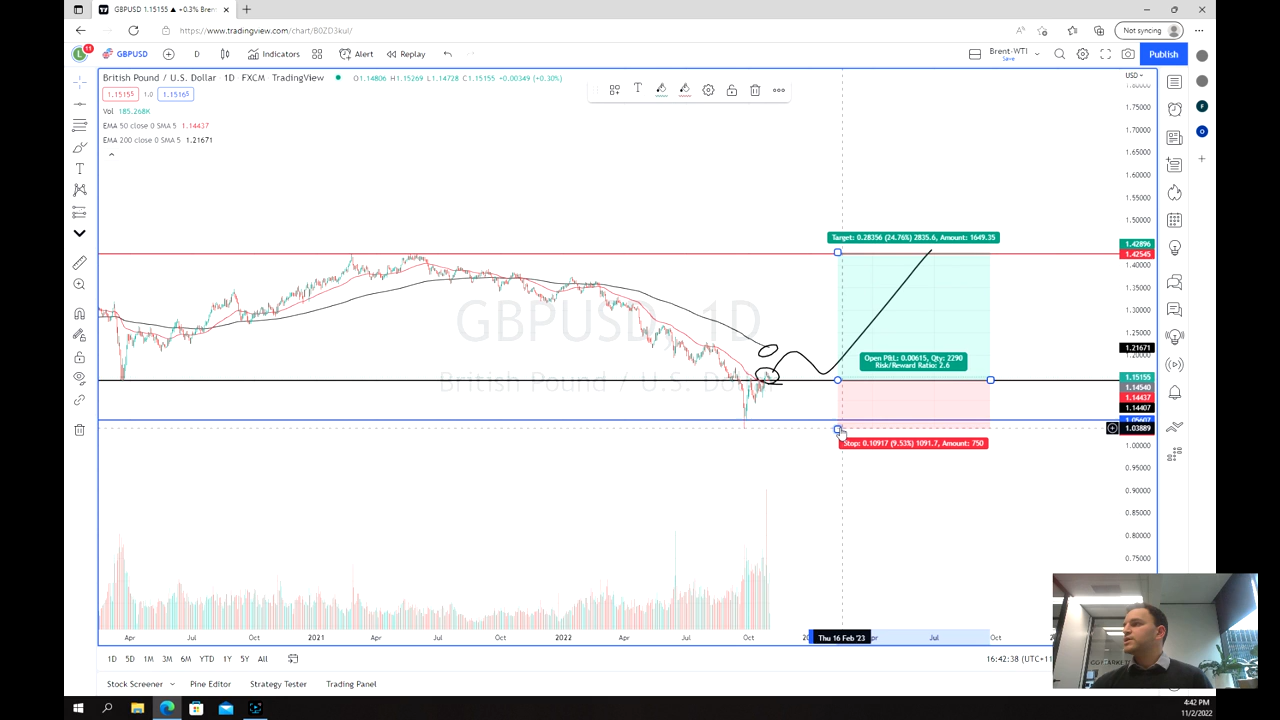 GBPUSD 1.15155 ▲ +0.3% Bren
https://www.tradingview.com/chart/B0ZD3kul/
Not syncing
11
GBPUSD
D
Indicators
Alert
Replay
Brent-WTI
Save
Publish
British Pound / U.S. Dollar · 1D · FXCM · TradingView
O1.14806 H1.15269 L1.14728 C1.15155 +0.00349 (+0.30%)
USD
1.15155
1.0
1.15165
Vol 185.268K
EMA 50 close 0 SMA 5 1.14437
EMA 200 close 0 SMA 5 1.21671
1.80000
1.75000
1.70000
1.65000
1.60000
1.55000
1.50000
Target: 0.28356 (24.76%) 2835.6, Amount: 1649.35
1.42896
1.42545
1.40000
1.35000
1.30000
GBPUSD, 1D
1.25000
1.21671
1.20000
Open P&L: 0.00615, Qty: 2290
Risk/Reward Ratio: 2.6
1.15155
British Pound / U.S. Do
1.14540
1.14437
1.14407
1.05607
1.03889
Stop: 0.10917 (9.53%) 1091.7, Amount: 750
1.00000
0.95000
0.90000
0.85000
0.80000
0.75000
Apr Jul Oct 2021 Apr Jul Oct 2022 Apr Jul Oct Thu 16 Feb '23 Jul Oct
1D 5D 1M 3M 6M YTD 1Y 5Y All
16:42:38 (UTC+11
Stock Screener Pine Editor Strategy Tester Trading Panel
4:42 PM
11/2/2022